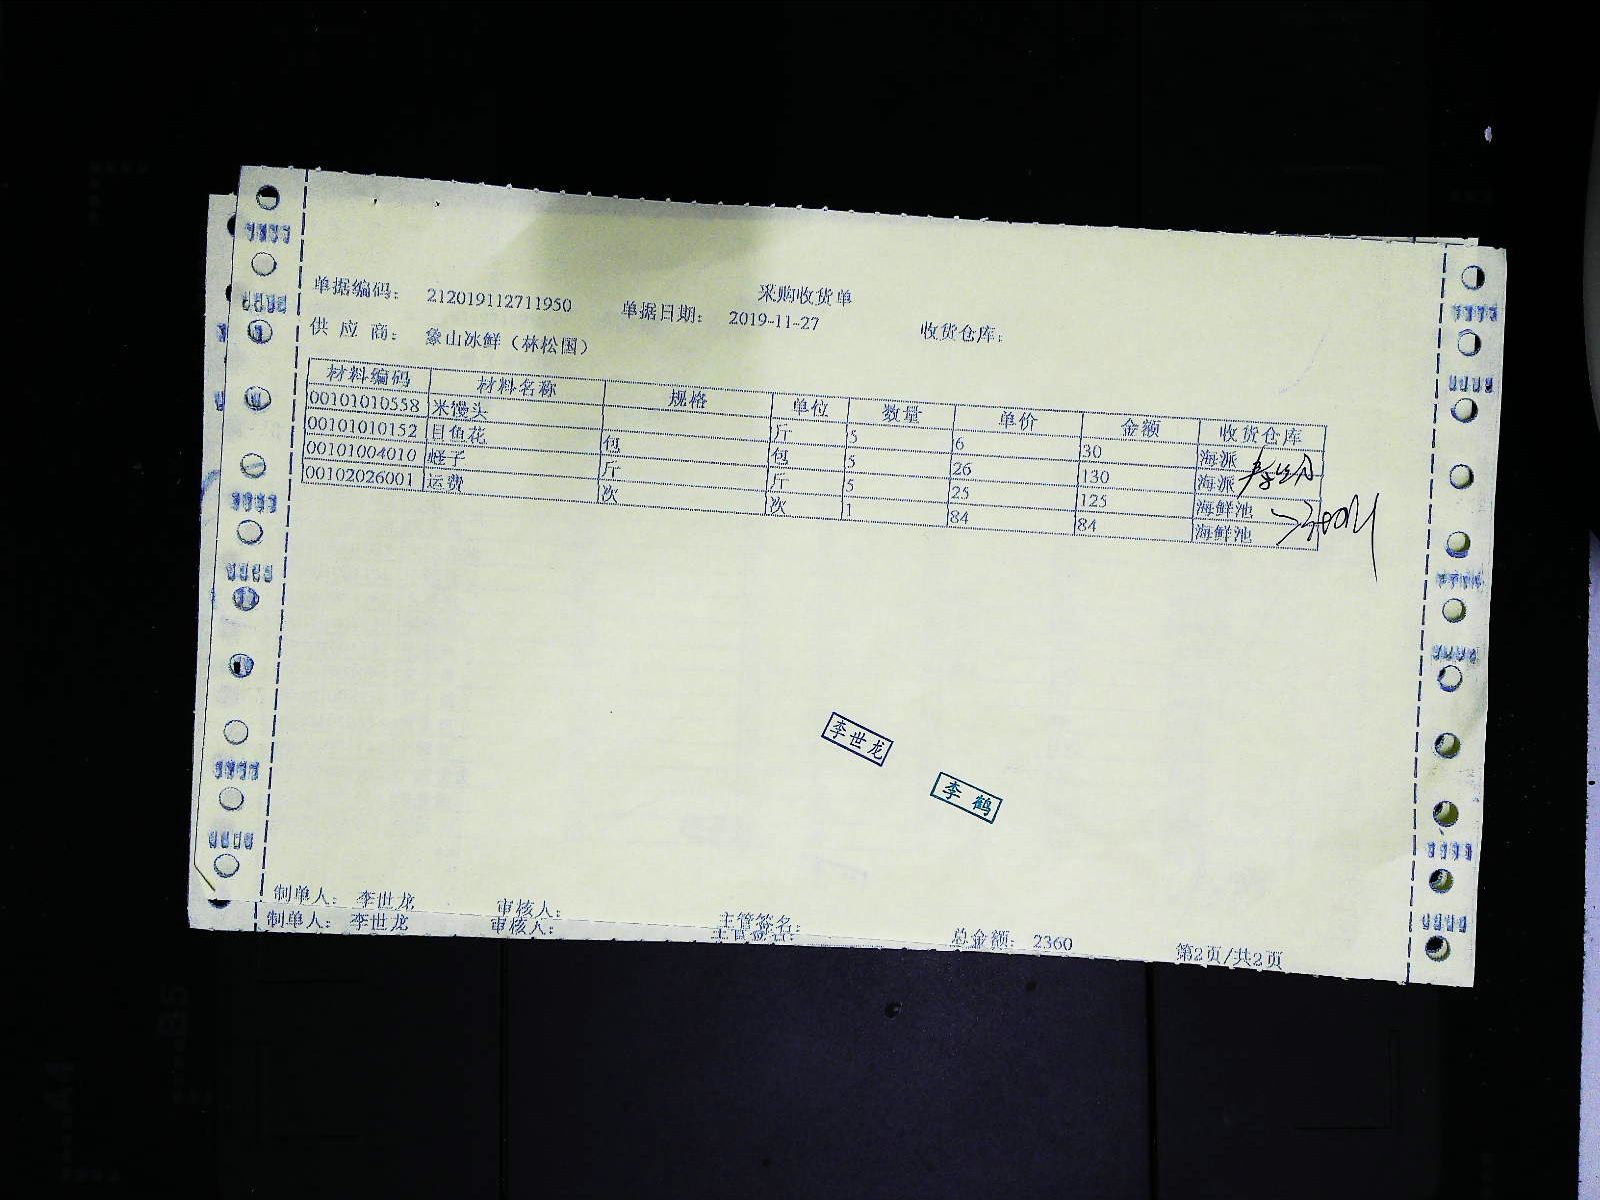 采购收货单
单据编码： 212019112711950 单据日期： 2019-11-27 收货仓库：
供 应 商： 象山冰鲜（林松国）
材料编码 材料名称 规格 单位 数量 单价 金额 收货仓库
00101010558 米馒头 斤 5 6 30 海派
00101010152 目鱼花 包 包 5 26 130 海派
00101004010 蛏子 斤 斤 5 25 125 海鲜池
00102026001 运费 次 次 1 84 84 海鲜池
李世龙
李鹤
制单人： 李世龙 审核人： 主管签名： 总金额： 2360 第2页/共2页
制单人： 李世龙 审核人： 主管签名：